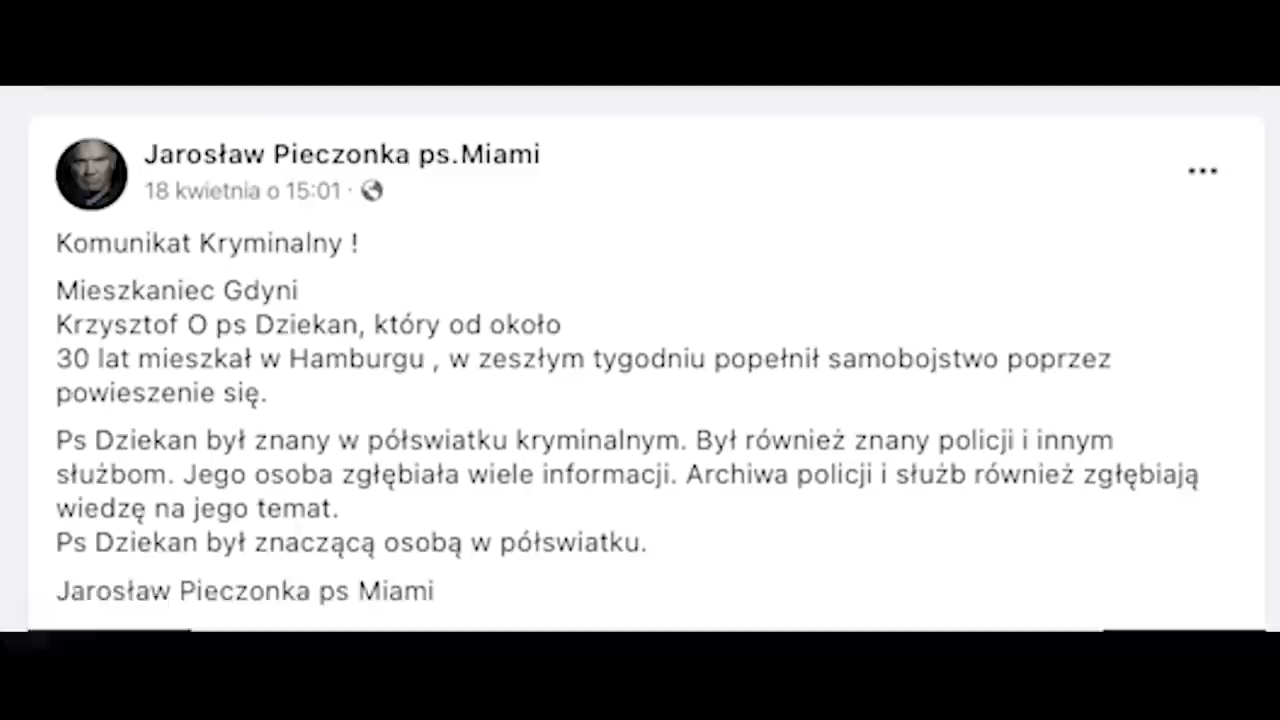 Jarosław Pieczonka ps.Miami
18 kwietnia o 15:01 ·
Komunikat Kryminalny !
Mieszkaniec Gdyni
Krzysztof O ps Dziekan, który od około
30 lat mieszkał w Hamburgu , w zeszłym tygodniu popełnił samobojstwo poprzez
powieszenie się.
Ps Dziekan był znany w półswiatku kryminalnym. Był również znany policji i innym
służbom. Jego osoba zgłębiała wiele informacji. Archiwa policji i służb również zgłębiają
wiedzę na jego temat.
Ps Dziekan był znaczącą osobą w półswiatku.
Jarosław Pieczonka ps Miami